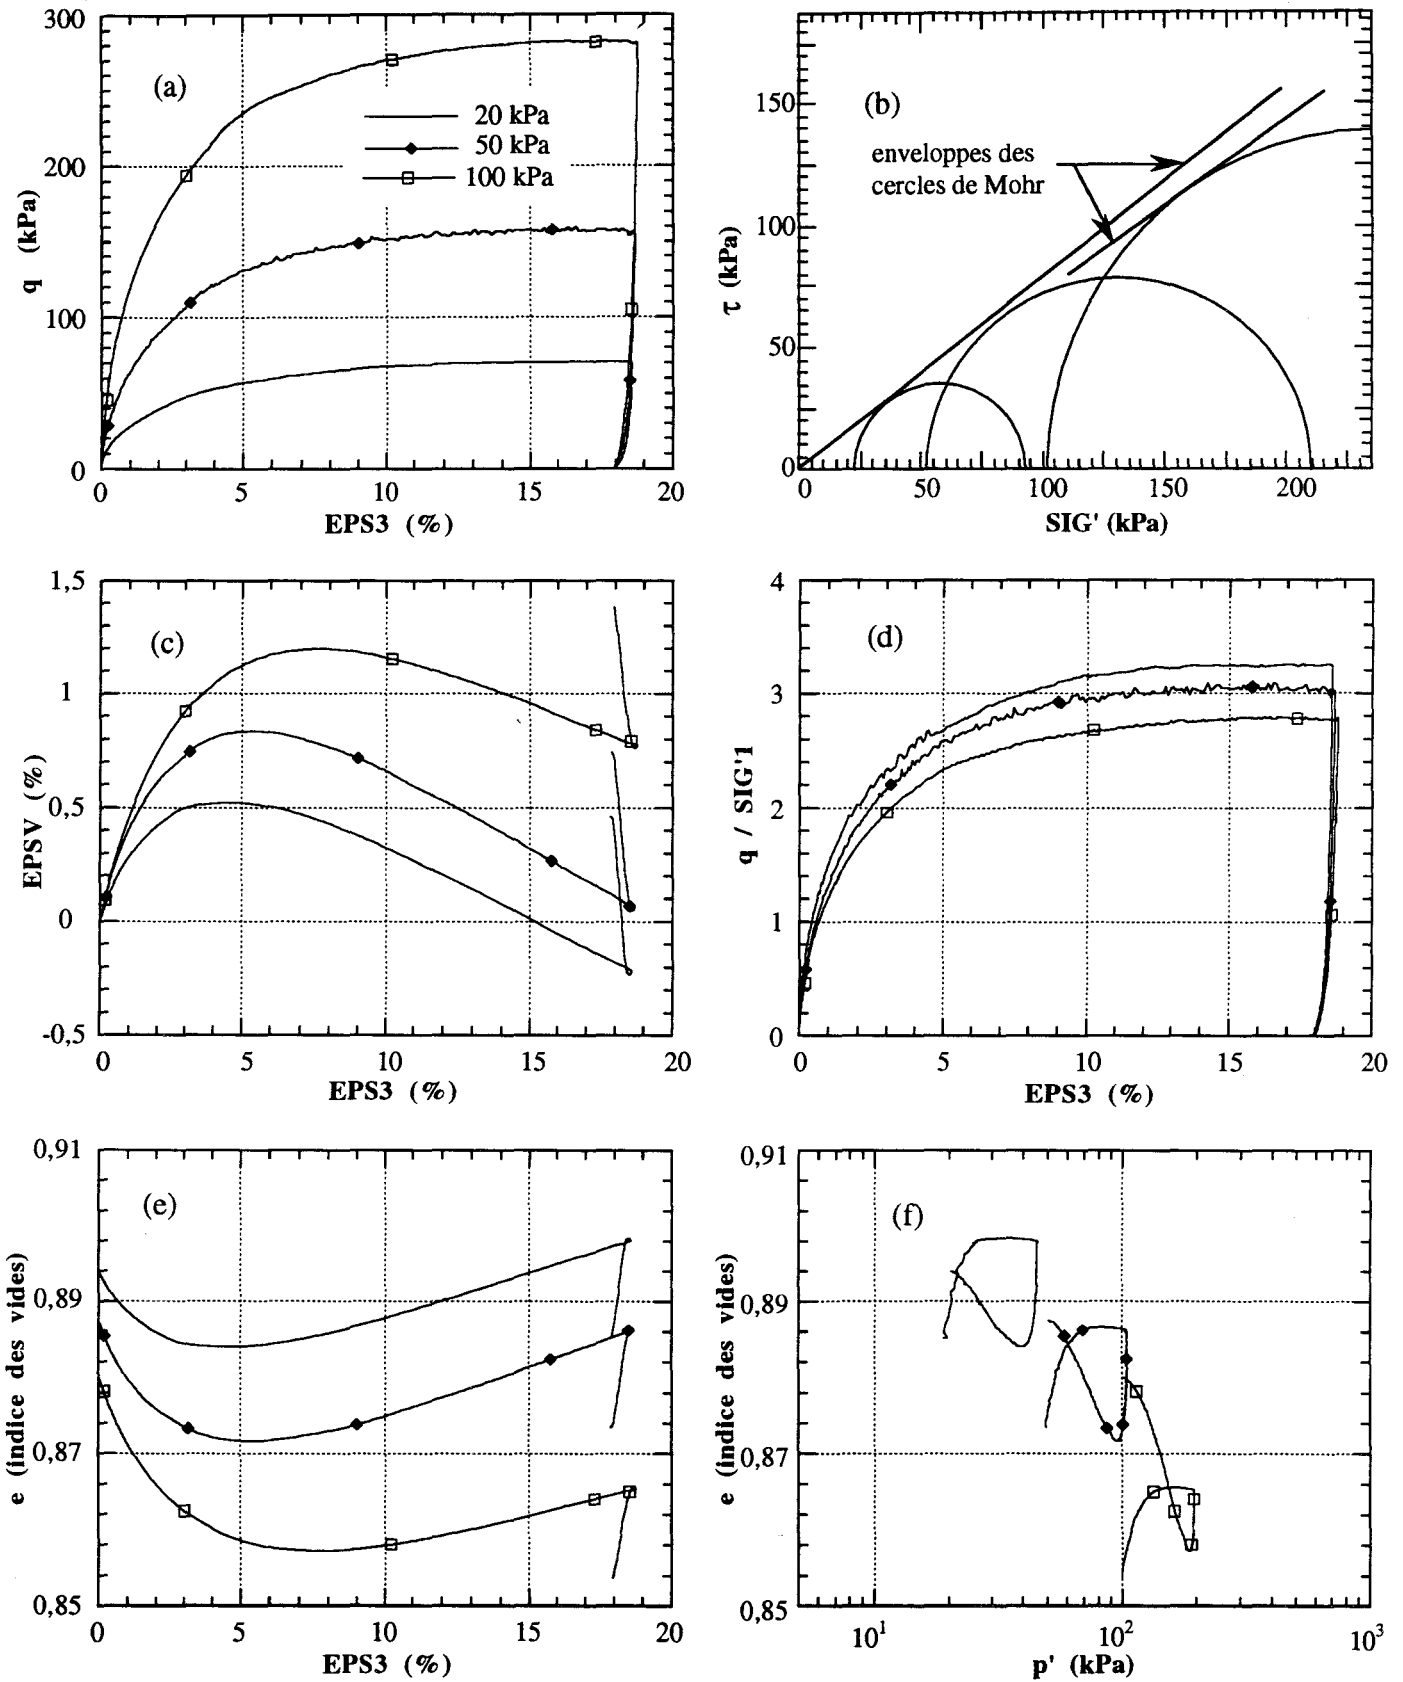 300
200
100
0
q (kPa)
(a)
20 kPa
50 kPa
100 kPa
0 5 10 15 20
EPS3 (%)
150
100
50
0
τ (kPa)
(b)
enveloppes des
cercles de Mohr
0 50 100 150 200
SIG' (kPa)
1,5
1
0,5
0
-0,5
EPSV (%)
(c)
0 5 10 15 20
EPS3 (%)
4
3
2
1
0
q / SIG'1
(d)
0 5 10 15 20
EPS3 (%)
0,91
0,89
0,87
0,85
e (indice des vides)
(e)
0 5 10 15 20
EPS3 (%)
0,91
0,89
0,87
0,85
e (indice des vides)
(f)
10¹ 10² 10³
p' (kPa)